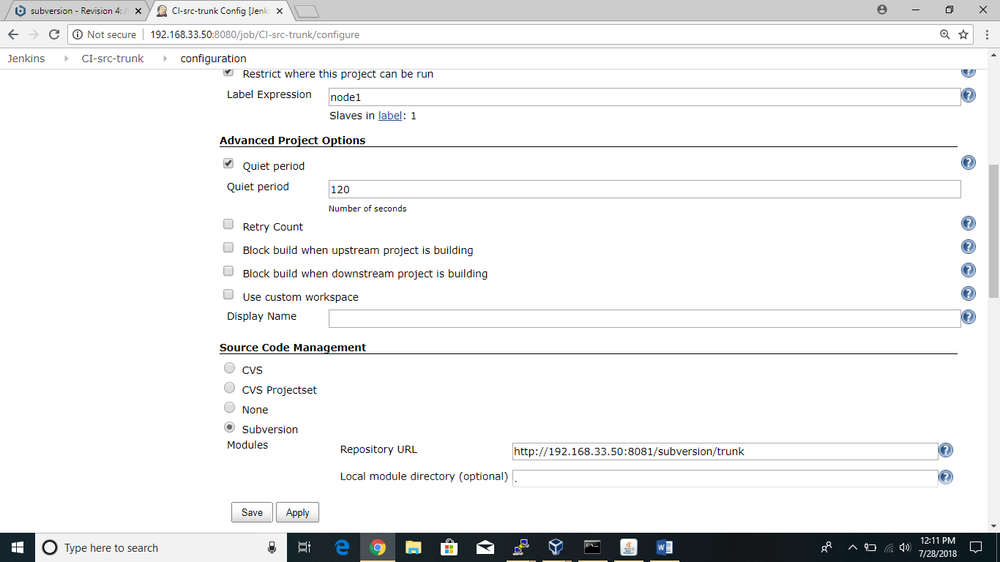 subversion - Revision 4: /
CI-src-trunk Config [Jenki
Not secure
192.168.33.50:8080/job/CI-src-trunk/configure
Jenkins CI-src-trunk configuration
Restrict where this project can be run
Label Expression
node1
Slaves in label: 1
Advanced Project Options
Quiet period
Quiet period
120
Number of seconds
Retry Count
Block build when upstream project is building
Block build when downstream project is building
Use custom workspace
Display Name
Source Code Management
CVS
CVS Projectset
None
Subversion
Modules
Repository URL
http://192.168.33.50:8081/subversion/trunk
Local module directory (optional)
.
Save
Apply
Type here to search
12:11 PM
7/28/2018